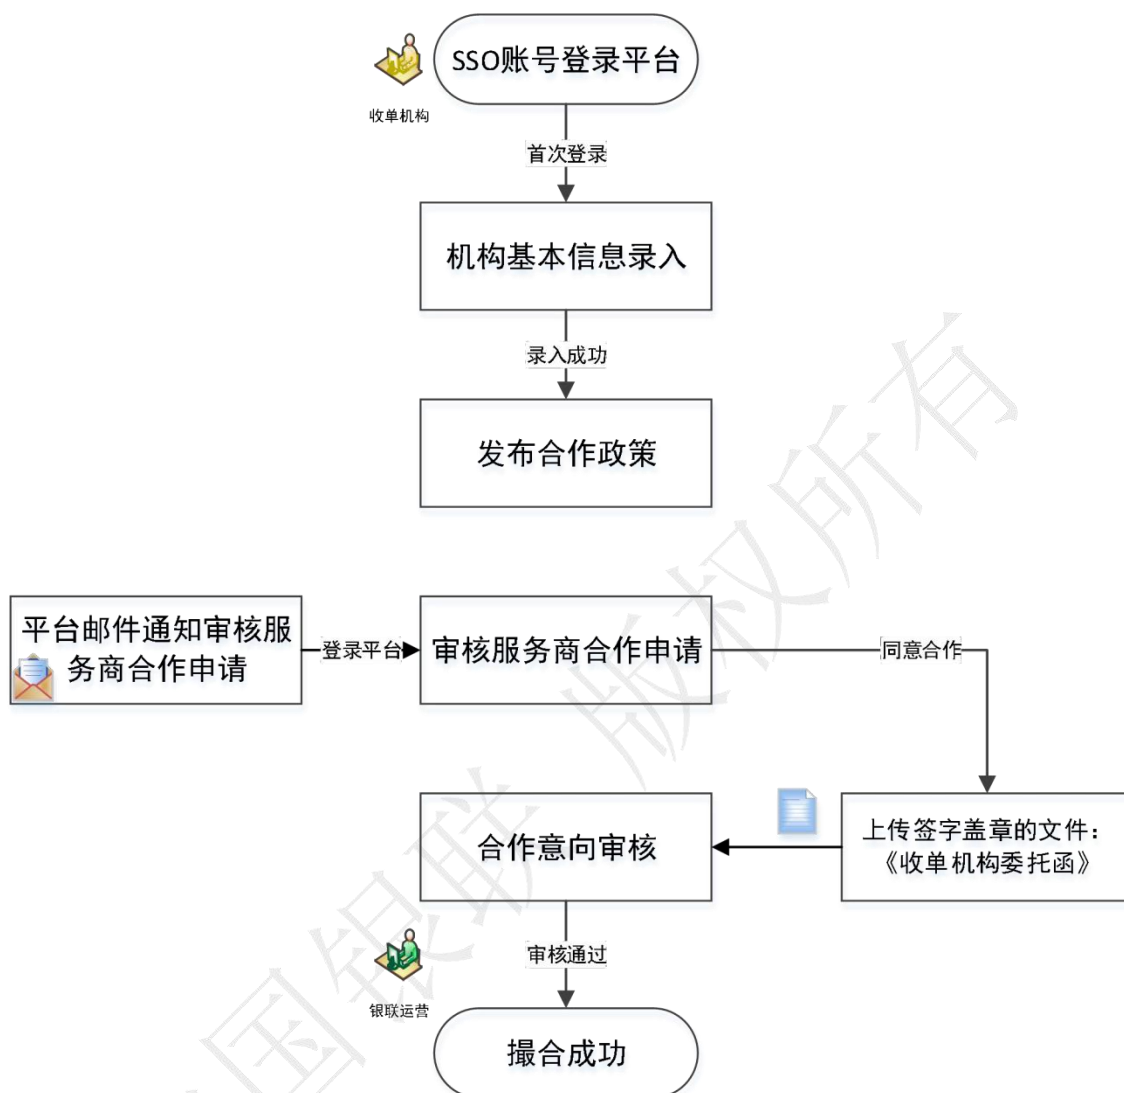 SSO账号登录平台
收单机构
首次登录
机构基本信息录入
录入成功
发布合作政策
平台邮件通知审核服
务商合作申请
登录平台
审核服务商合作申请
同意合作
上传签字盖章的文件：
《收单机构委托函》
合作意向审核
审核通过
银联运营
撮合成功
国银联 版权所有